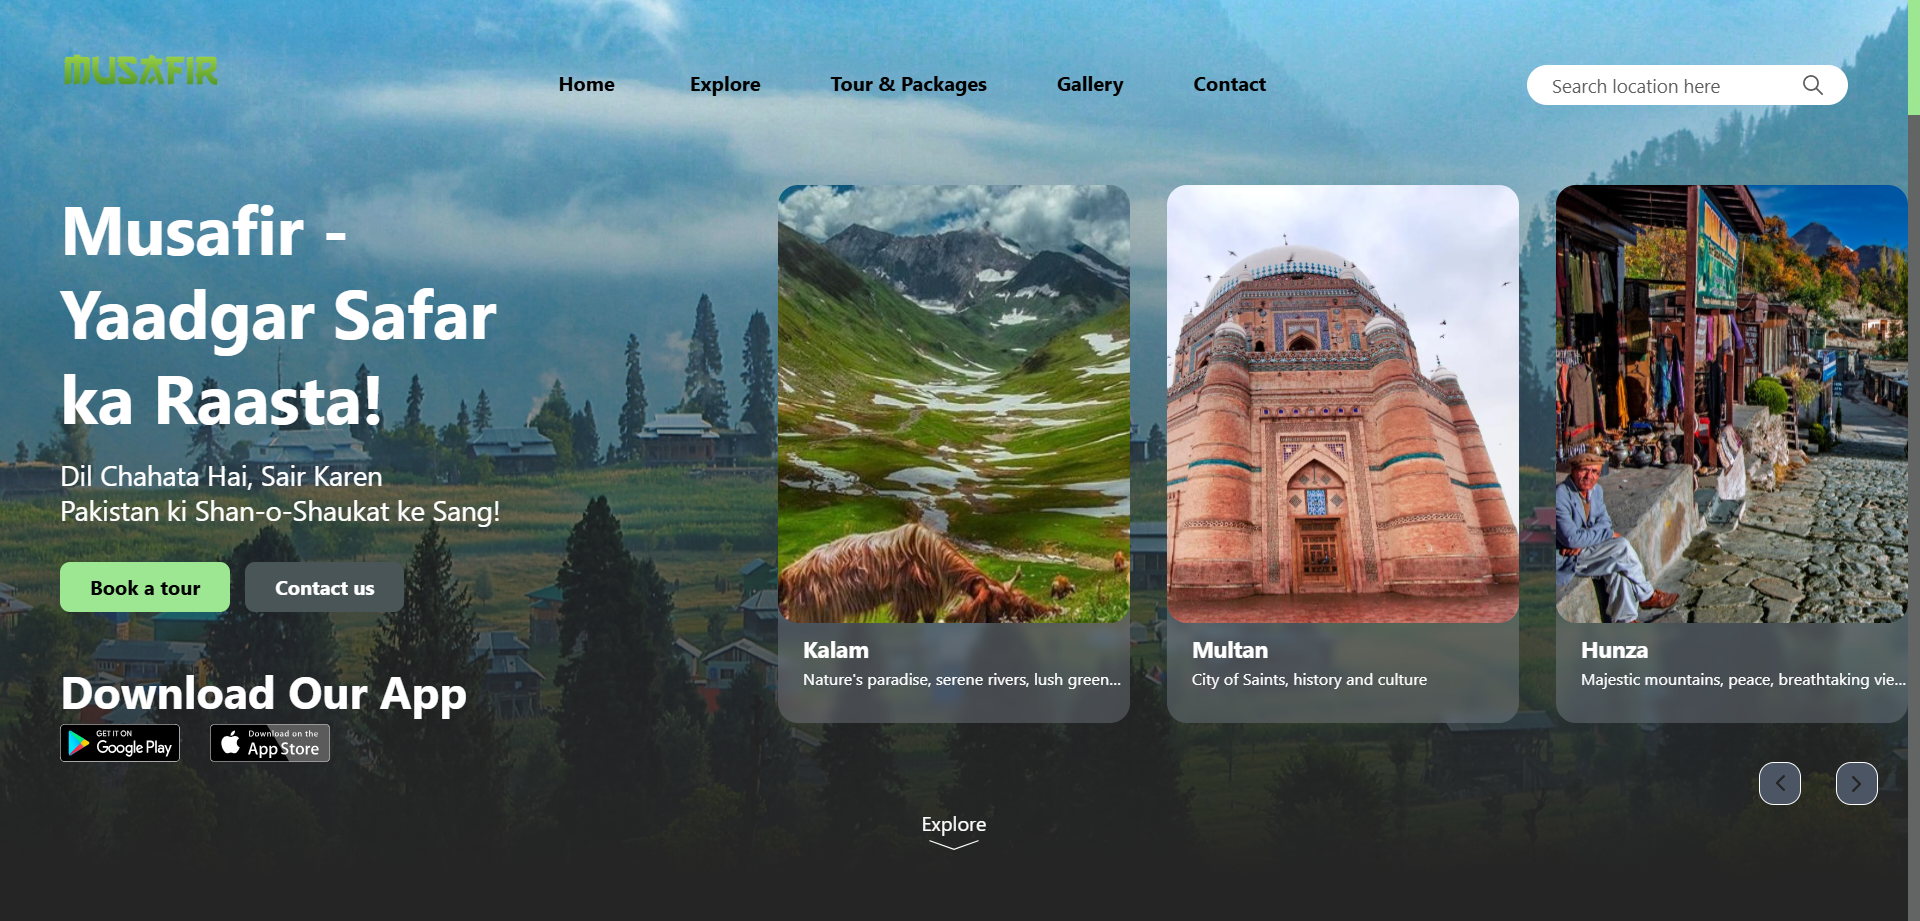 MUSAFIR
Home
Explore
Tour & Packages
Gallery
Contact
Search location here
Musafir -
Yaadgar Safar
ka Raasta!
Dil Chahata Hai, Sair Karen
Pakistan ki Shan-o-Shaukat ke Sang!
Book a tour
Contact us
Download Our App
GET IT ON
Google Play
Download on the
App Store
Kalam
Nature's paradise, serene rivers, lush green...
Multan
City of Saints, history and culture
Hunza
Majestic mountains, peace, breathtaking vie...
Explore